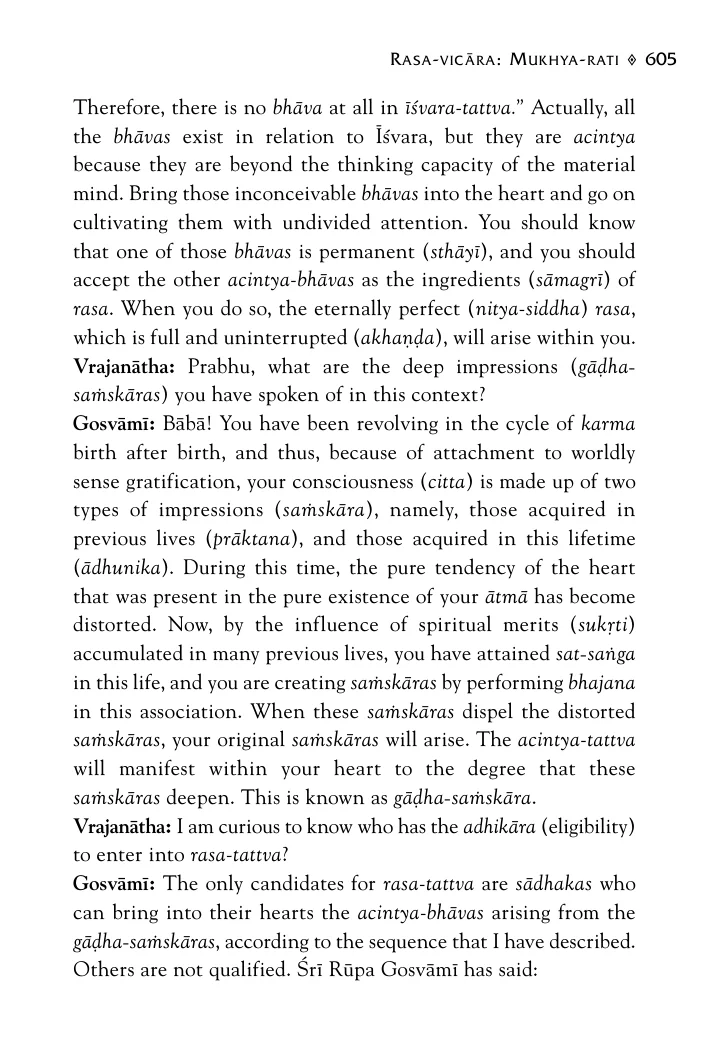 Rasa-vicāra: Mukhya-rati ◊ 605
Therefore, there is no bhāva at all in īśvara-tattva.” Actually, all
the bhāvas exist in relation to Īśvara, but they are acintya
because they are beyond the thinking capacity of the material
mind. Bring those inconceivable bhāvas into the heart and go on
cultivating them with undivided attention. You should know
that one of those bhāvas is permanent (sthāyī), and you should
accept the other acintya-bhāvas as the ingredients (sāmagrī) of
rasa. When you do so, the eternally perfect (nitya-siddha) rasa,
which is full and uninterrupted (akhaṇḍa), will arise within you.
Vrajanātha: Prabhu, what are the deep impressions (gāḍha-
saṁskāras) you have spoken of in this context?
Gosvāmī: Bābā! You have been revolving in the cycle of karma
birth after birth, and thus, because of attachment to worldly
sense gratification, your consciousness (citta) is made up of two
types of impressions (saṁskāra), namely, those acquired in
previous lives (prāktana), and those acquired in this lifetime
(ādhunika). During this time, the pure tendency of the heart
that was present in the pure existence of your ātmā has become
distorted. Now, by the influence of spiritual merits (sukṛti)
accumulated in many previous lives, you have attained sat-saṅga
in this life, and you are creating saṁskāras by performing bhajana
in this association. When these saṁskāras dispel the distorted
saṁskāras, your original saṁskāras will arise. The acintya-tattva
will manifest within your heart to the degree that these
saṁskāras deepen. This is known as gāḍha-saṁskāra.
Vrajanātha: I am curious to know who has the adhikāra (eligibility)
to enter into rasa-tattva?
Gosvāmī: The only candidates for rasa-tattva are sādhakas who
can bring into their hearts the acintya-bhāvas arising from the
gāḍha-saṁskāras, according to the sequence that I have described.
Others are not qualified. Śrī Rūpa Gosvāmī has said: